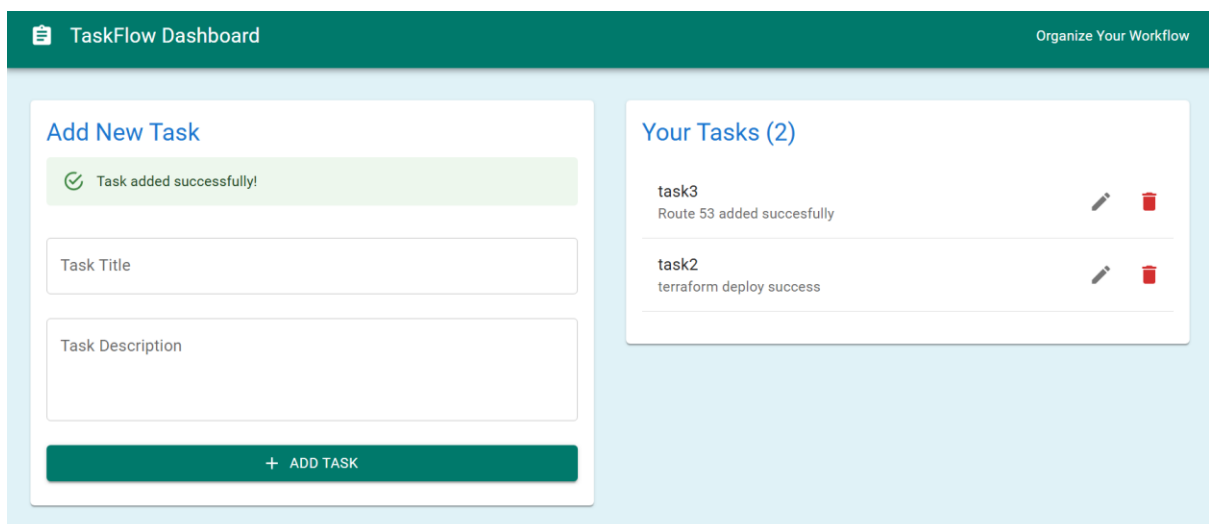 TaskFlow Dashboard
Organize Your Workflow
Add New Task
Task added successfully!
Task Title
Task Description
+ ADD TASK
Your Tasks (2)
task3
Route 53 added succesfully
task2
terraform deploy success